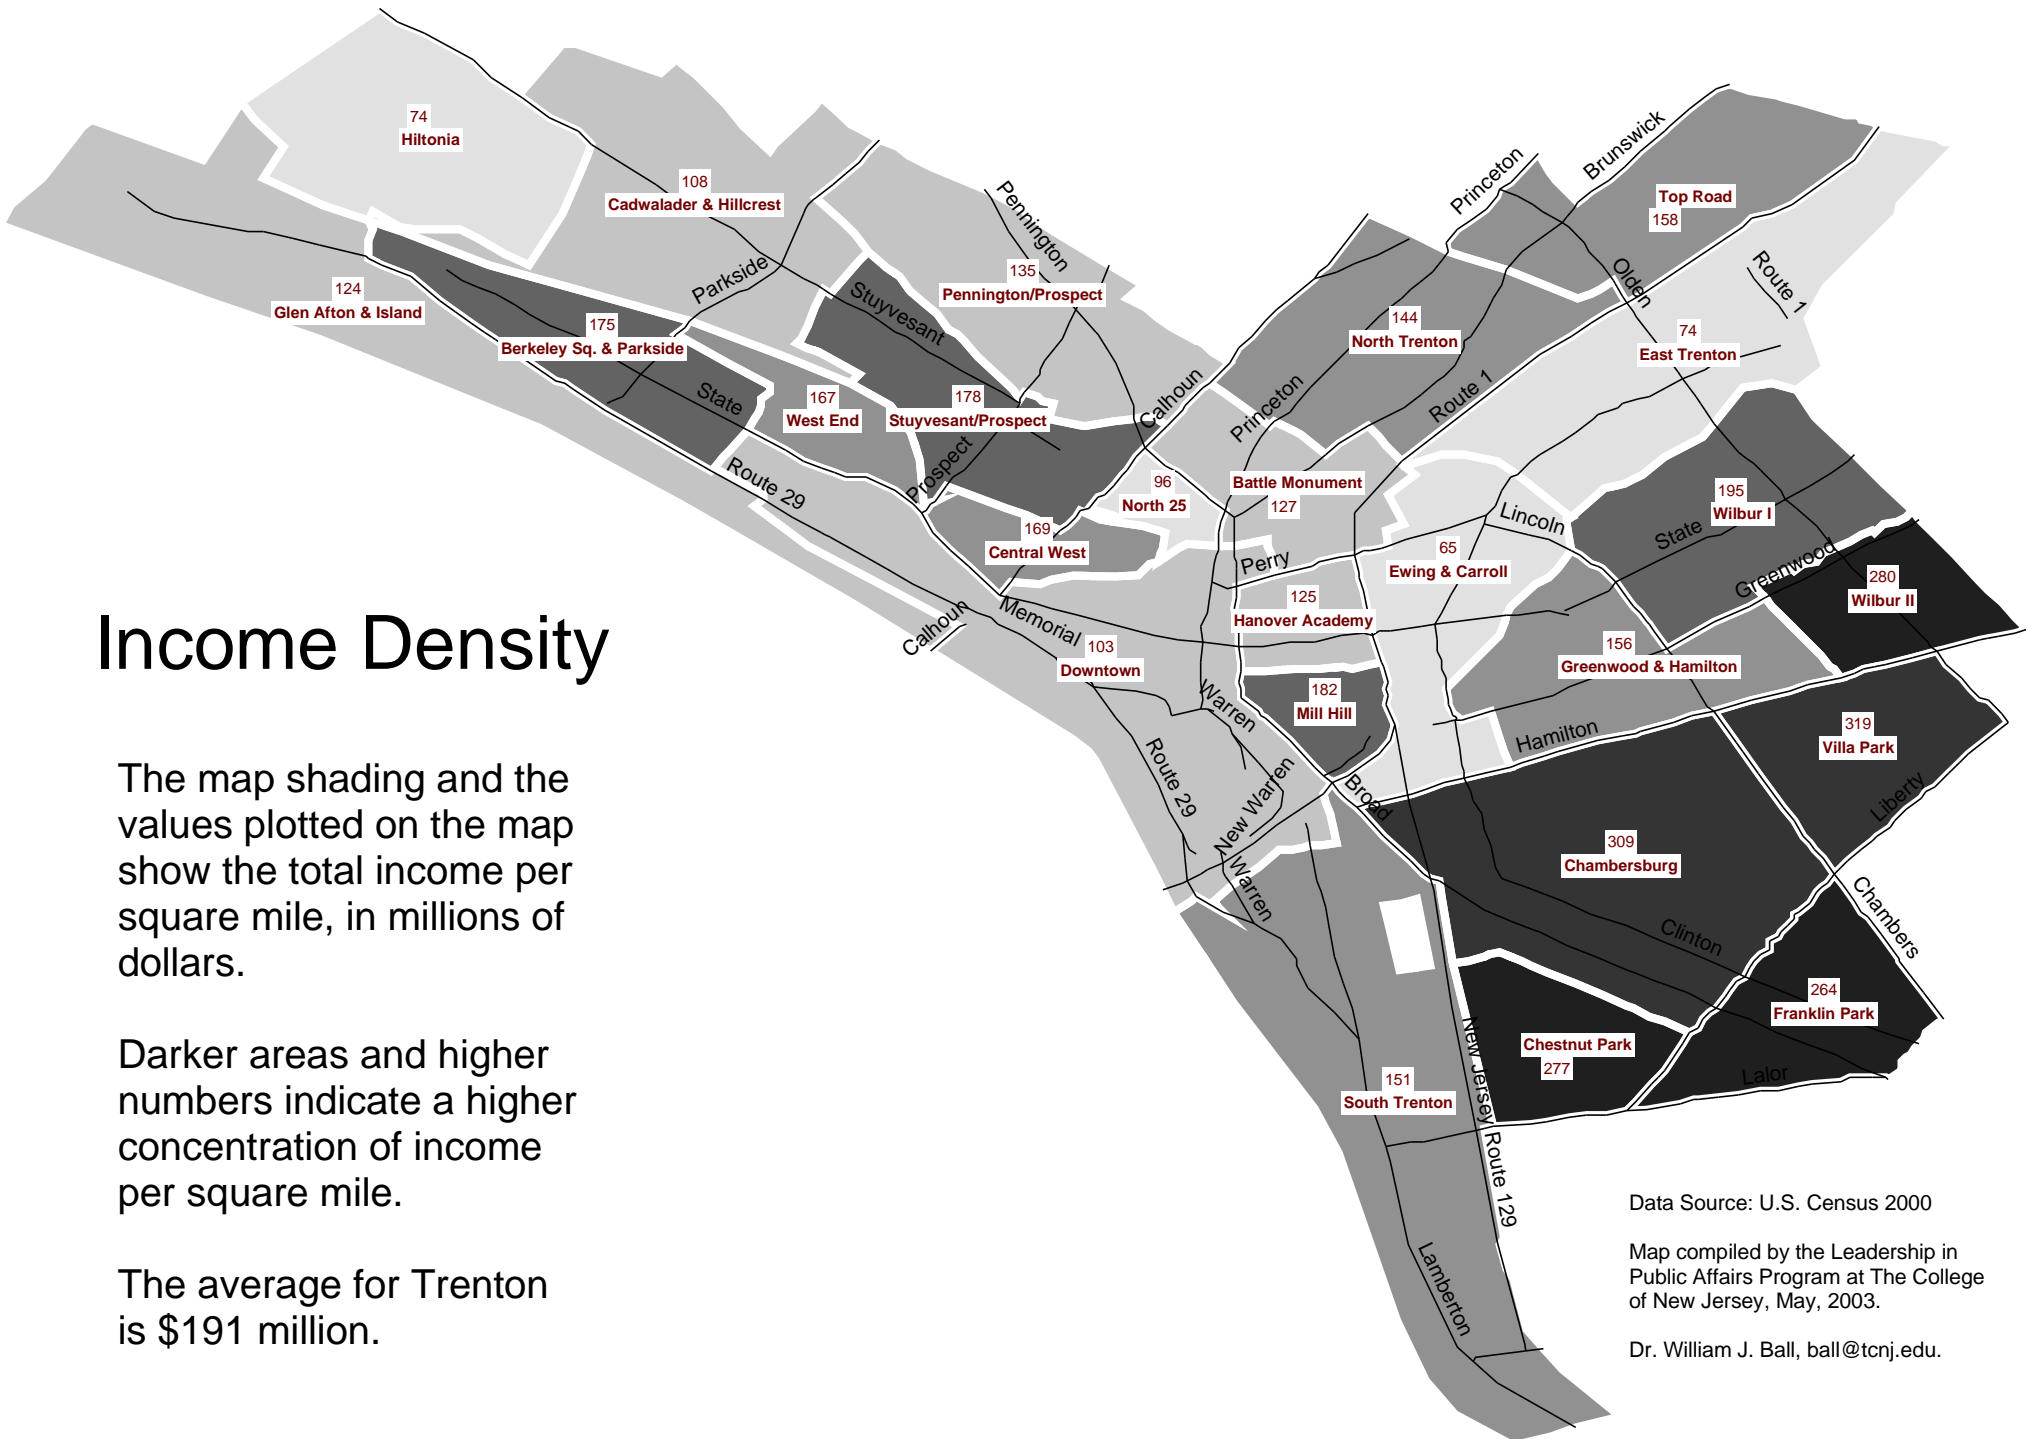 Income Density
The map shading and the
values plotted on the map
show the total income per
square mile, in millions of
dollars.
Darker areas and higher
numbers indicate a higher
concentration of income
per square mile.
The average for Trenton
is $191 million.
74
Hiltonia
108
Cadwalader & Hillcrest
124
Glen Afton & Island
175
Berkeley Sq. & Parkside
Parkside
State
167
West End
Stuyvesant
178
Stuyvesant/Prospect
Prospect
Pennington
135
Pennington/Prospect
Calhoun
Route 29
169
Central West
96
North 25
Battle Monument
127
Princeton
Brunswick
Top Road
158
Olden
Route 1
144
North Trenton
Princeton
Route 1
74
East Trenton
195
Wilbur I
State
Greenwood
280
Wilbur II
Lincoln
65
Ewing & Carroll
Perry
125
Hanover Academy
156
Greenwood & Hamilton
Calhoun
Memorial
103
Downtown
182
Mill Hill
Warren
Route 29
New Warren
Warren
Broad
Hamilton
319
Villa Park
Liberty
309
Chambersburg
Clinton
Chambers
264
Franklin Park
Chestnut Park
277
Lalor
151
South Trenton
New Jersey Route 129
Lamberton
Data Source: U.S. Census 2000
Map compiled by the Leadership in
Public Affairs Program at The College
of New Jersey, May, 2003.
Dr. William J. Ball, ball@tcnj.edu.